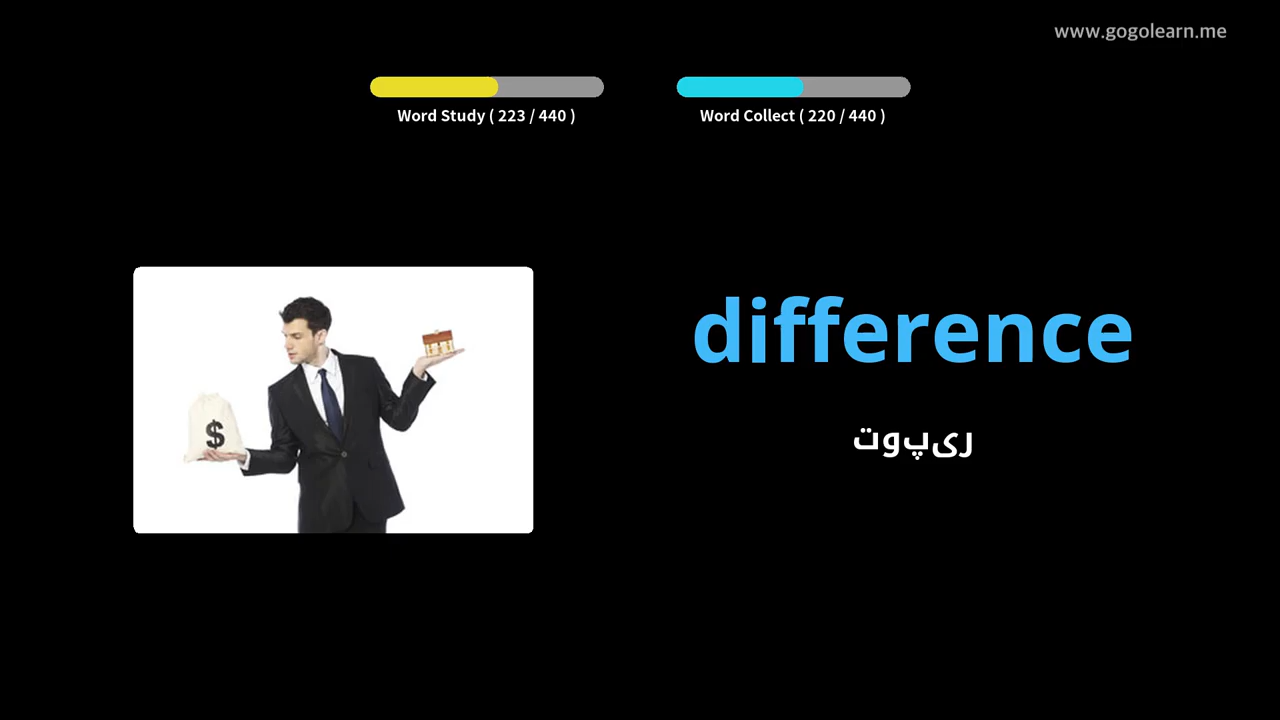 www.gogolearn.me
Word Study ( 223 / 440 )
Word Collect ( 220 / 440 )
difference
ریپوت
$